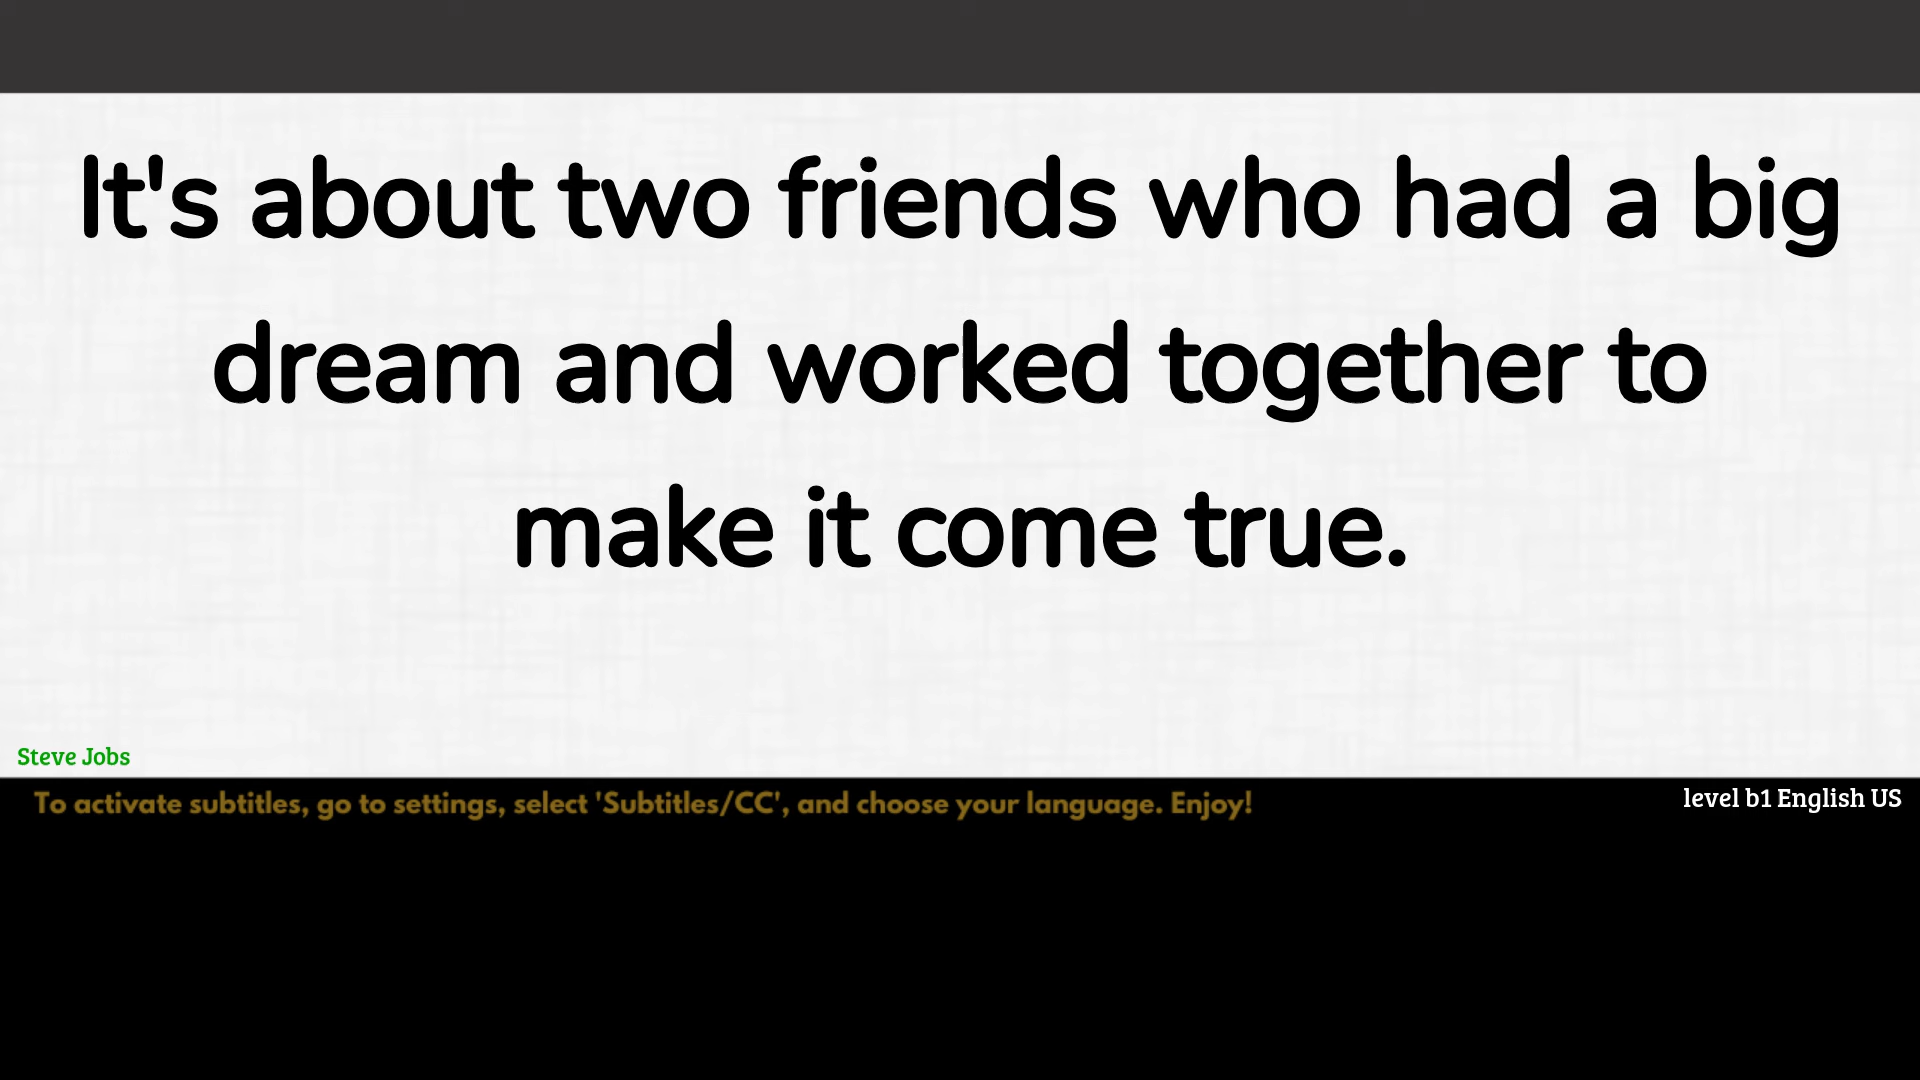 It's about two friends who had a big
dream and worked together to
make it come true.
Steve Jobs
To activate subtitles, go to settings, select 'Subtitles/CC', and choose your language. Enjoy!
level b1 English US